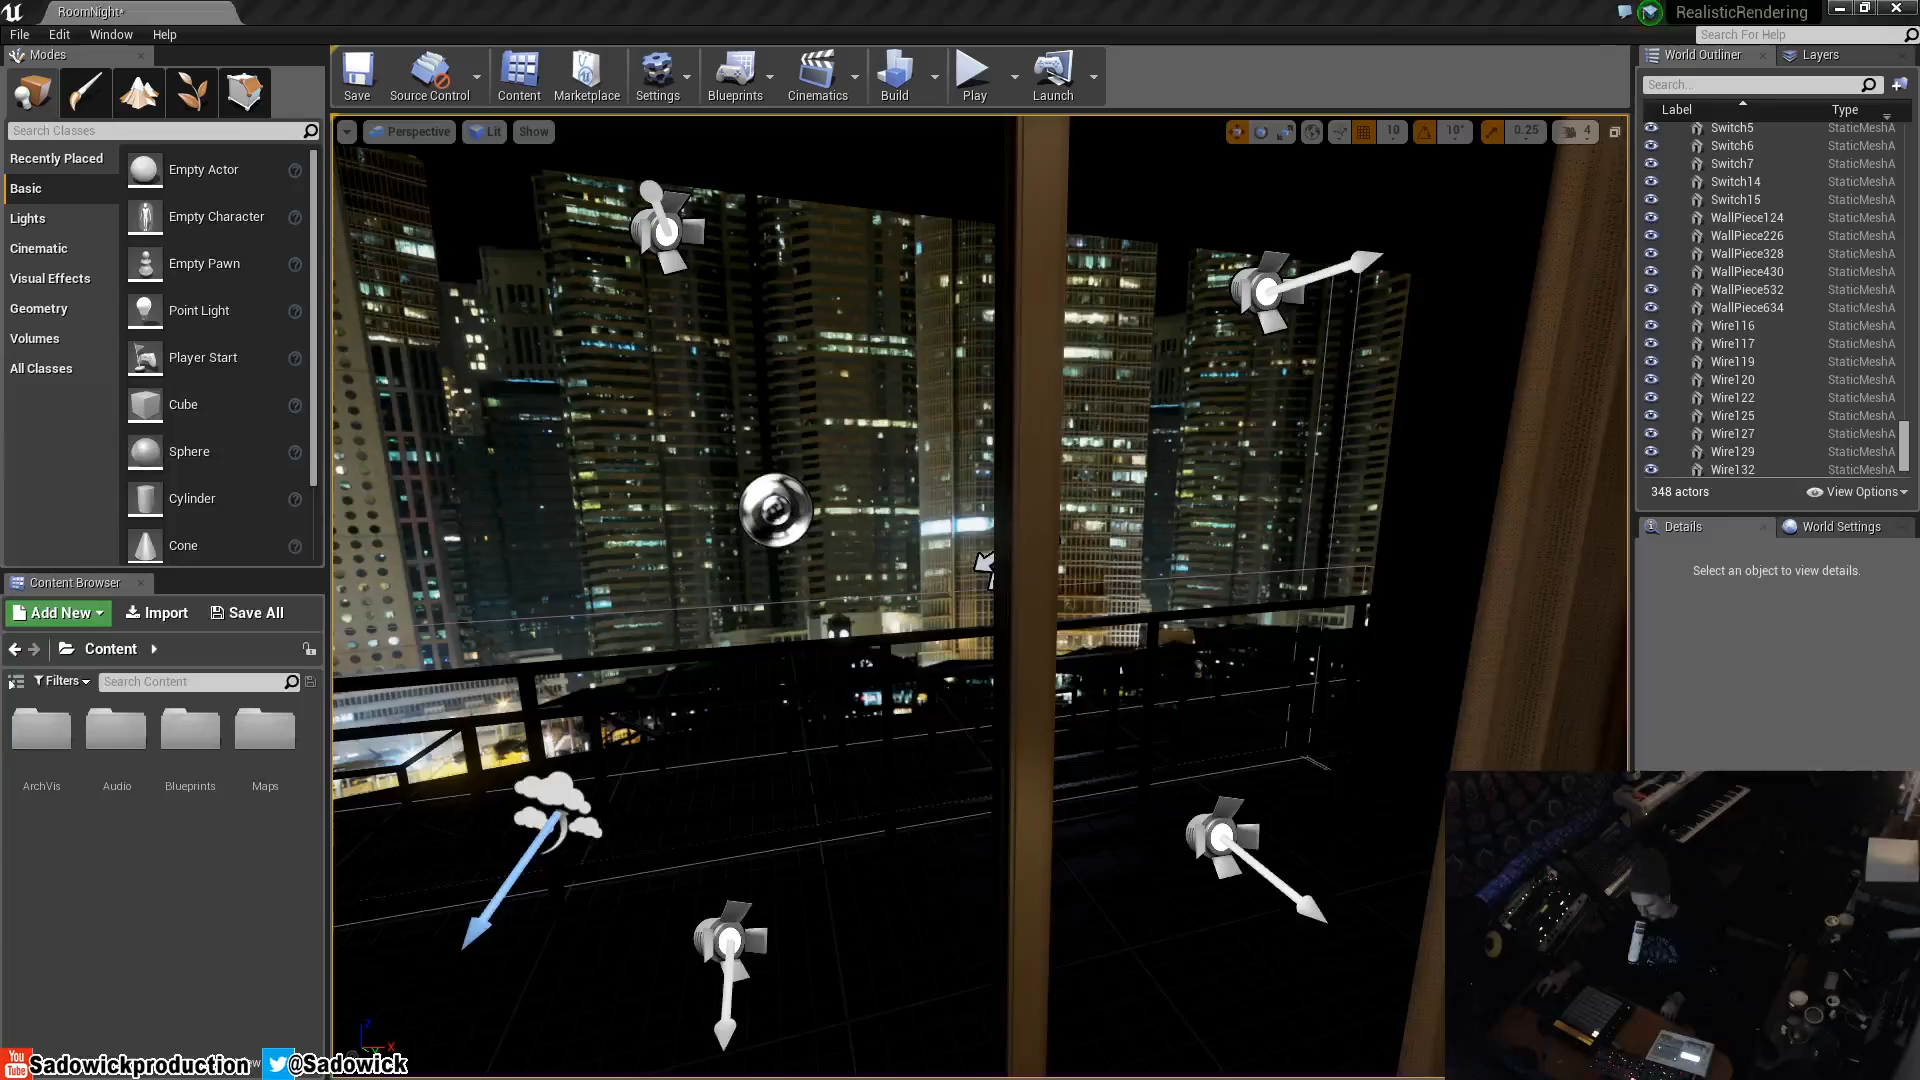 RoomNight*
RealisticRendering
File Edit Window Help
Search For Help
Modes
World Outliner
Layers
Save
Source Control
Content
Marketplace
Settings
Blueprints
Cinematics
Build
Play
Launch
Search...
Label
Type
Search Classes
Perspective
Lit
Show
10
10°
0.25
4
Recently Placed
Basic
Lights
Cinematic
Visual Effects
Geometry
Volumes
All Classes
Empty Actor
Empty Character
Empty Pawn
Point Light
Player Start
Cube
Sphere
Cylinder
Cone
Switch5 StaticMeshA
Switch6 StaticMeshA
Switch7 StaticMeshA
Switch14 StaticMeshA
Switch15 StaticMeshA
WallPiece124 StaticMeshA
WallPiece226 StaticMeshA
WallPiece328 StaticMeshA
WallPiece430 StaticMeshA
WallPiece532 StaticMeshA
WallPiece634 StaticMeshA
Wire116 StaticMeshA
Wire117 StaticMeshA
Wire119 StaticMeshA
Wire120 StaticMeshA
Wire122 StaticMeshA
Wire125 StaticMeshA
Wire127 StaticMeshA
Wire129 StaticMeshA
Wire132 StaticMeshA
348 actors
View Options
Details
World Settings
Select an object to view details.
Content Browser
Add New
Import
Save All
Content
Filters
Search Content
ArchVis
Audio
Blueprints
Maps
Z
X
You
Tube
Sadowickproduction
@Sadowick